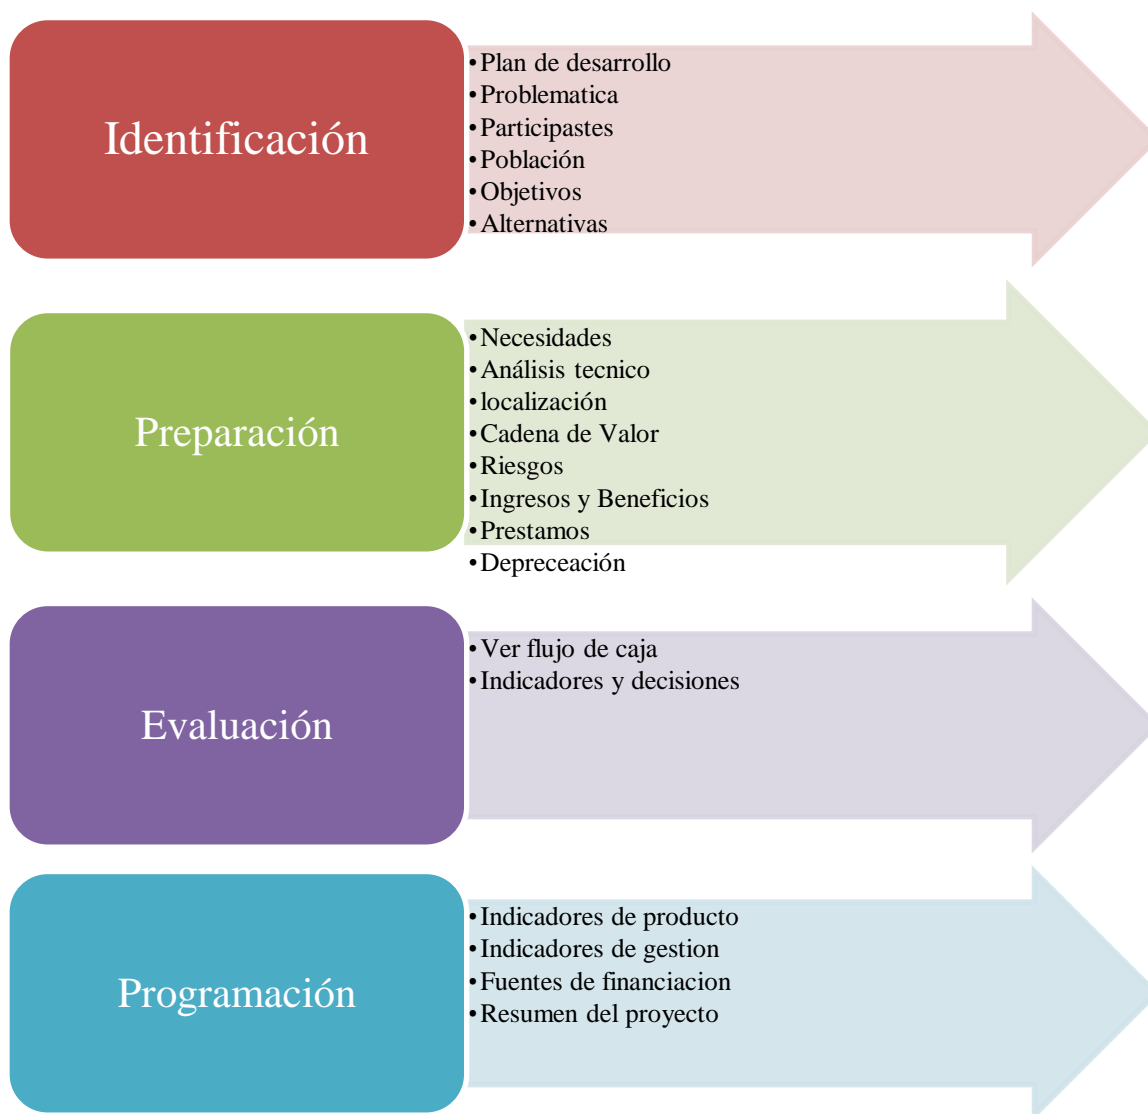 Identificación
•Plan de desarrollo
•Problematica
•Participastes
•Población
•Objetivos
•Alternativas
Preparación
•Necesidades
•Análisis tecnico
•localización
•Cadena de Valor
•Riesgos
•Ingresos y Beneficios
•Prestamos
•Depreceación
Evaluación
•Ver flujo de caja
•Indicadores y decisiones
Programación
•Indicadores de producto
•Indicadores de gestion
•Fuentes de financiacion
•Resumen del proyecto